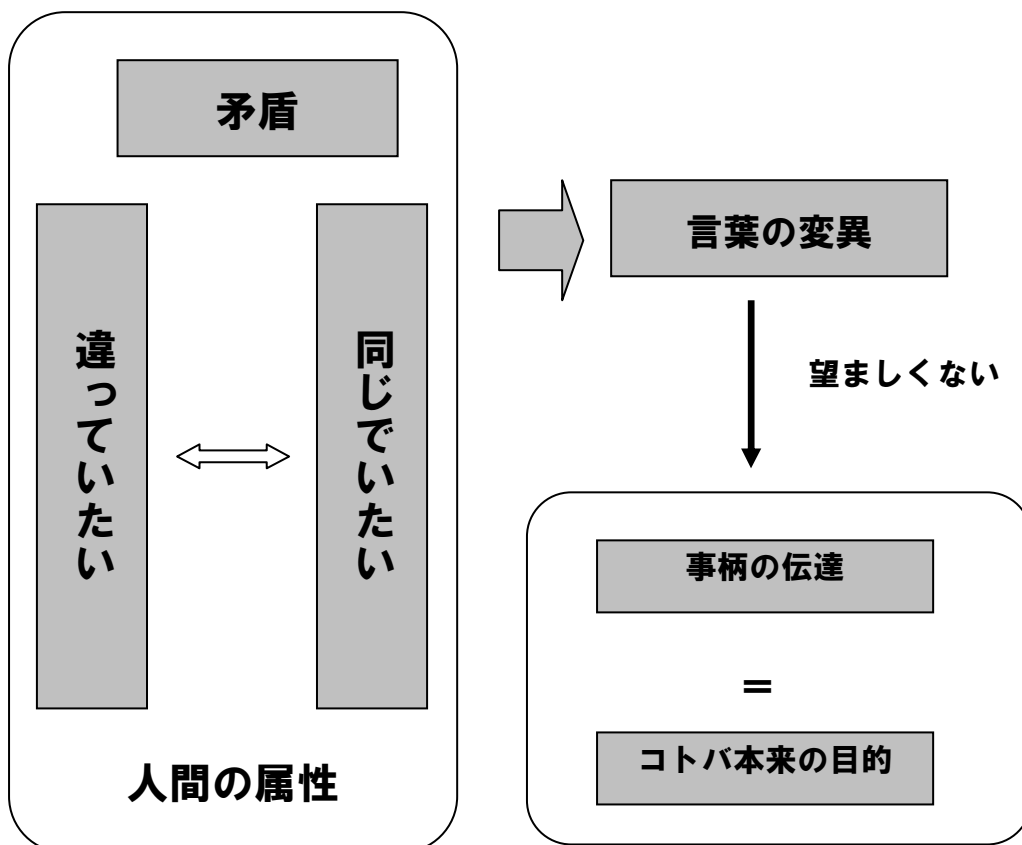 矛盾
違っていたい
同じでいたい
人間の属性
言葉の変異
望ましくない
事柄の伝達
＝
コトバ本来の目的